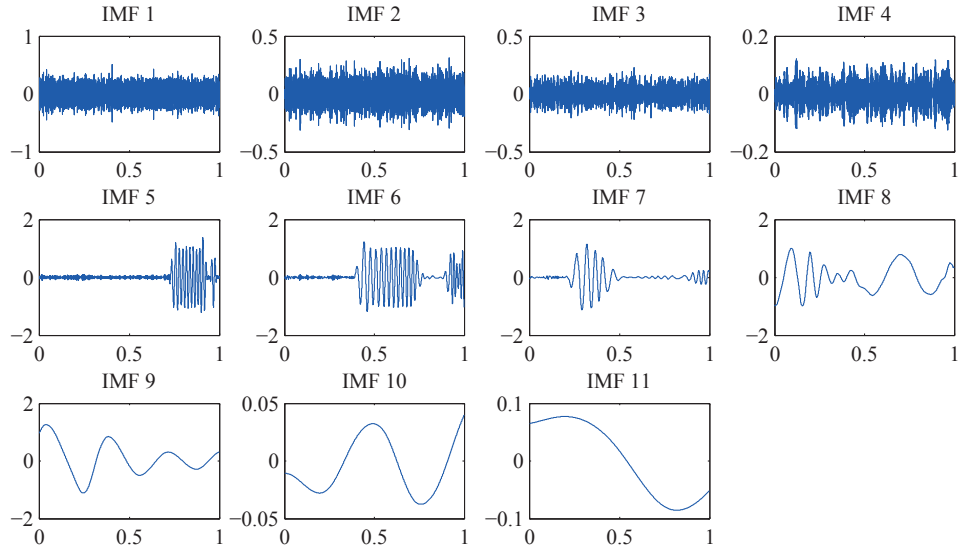 IMF 1 IMF 2 IMF 3 IMF 4
1 0.5 0.5 0.2
0 0 0 0
−1 −0.5 −0.5 −0.2
0 0.5 1 0 0.5 1 0 0.5 1 0 0.5 1
IMF 5 IMF 6 IMF 7 IMF 8
2 2 2 2
0 0 0 0
−2 −2 −2 −2
0 0.5 1 0 0.5 1 0 0.5 1 0 0.5 1
IMF 9 IMF 10 IMF 11
2 0.05 0.1
0 0 0
−2 −0.05 −0.1
0 0.5 1 0 0.5 1 0 0.5 1